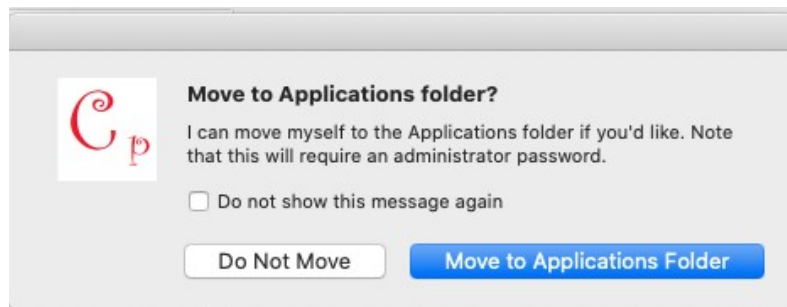 C p
Move to Applications folder?
I can move myself to the Applications folder if you'd like. Note
that this will require an administrator password.
Do not show this message again
Do Not Move
Move to Applications Folder